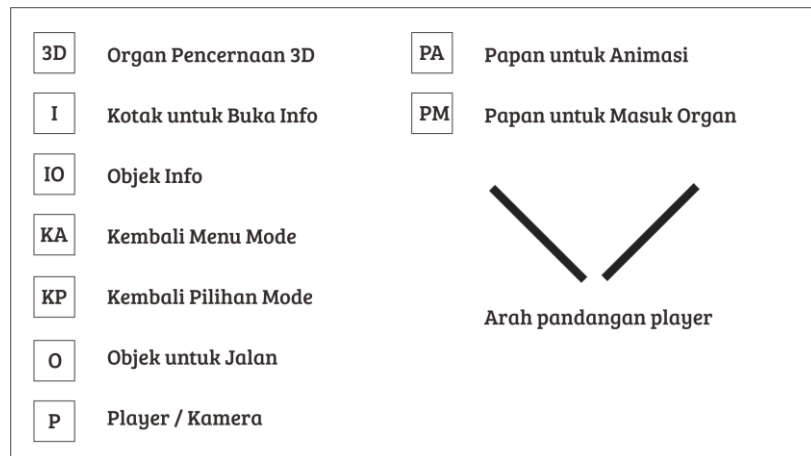 3D Organ Pencernaan 3D
I Kotak untuk Buka Info
IO Objek Info
KA Kembali Menu Mode
KP Kembali Pilihan Mode
O Objek untuk Jalan
P Player / Kamera
PA Papan untuk Animasi
PM Papan untuk Masuk Organ
Arah pandangan player